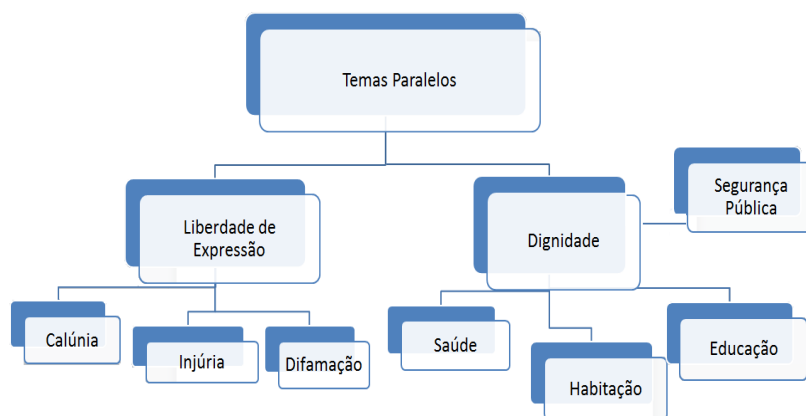 Temas Paralelos
Liberdade de
Expressão
Dignidade
Segurança
Pública
Calúnia
Injúria
Difamação
Saúde
Habitação
Educação